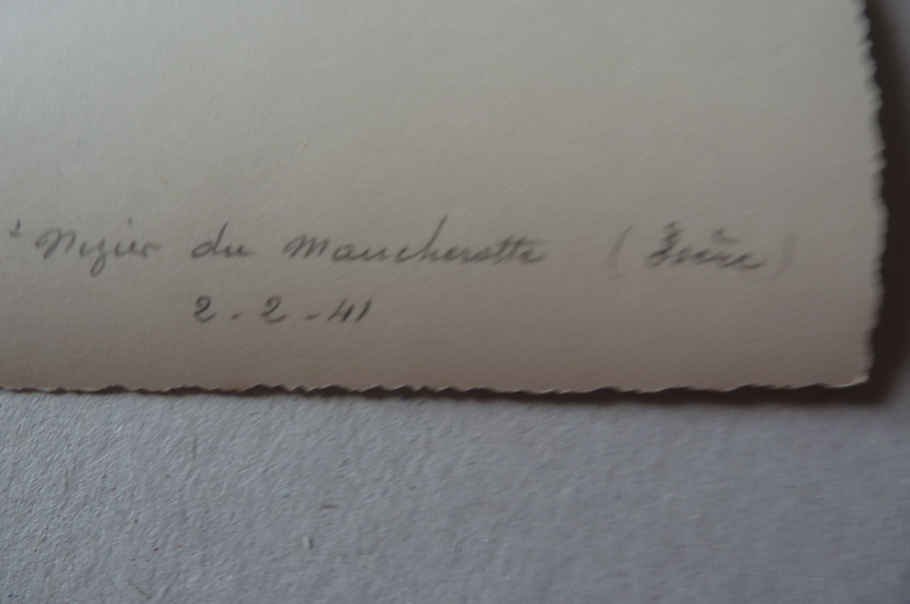 t Nizier du Moucherotte (Isère)
2-2-41